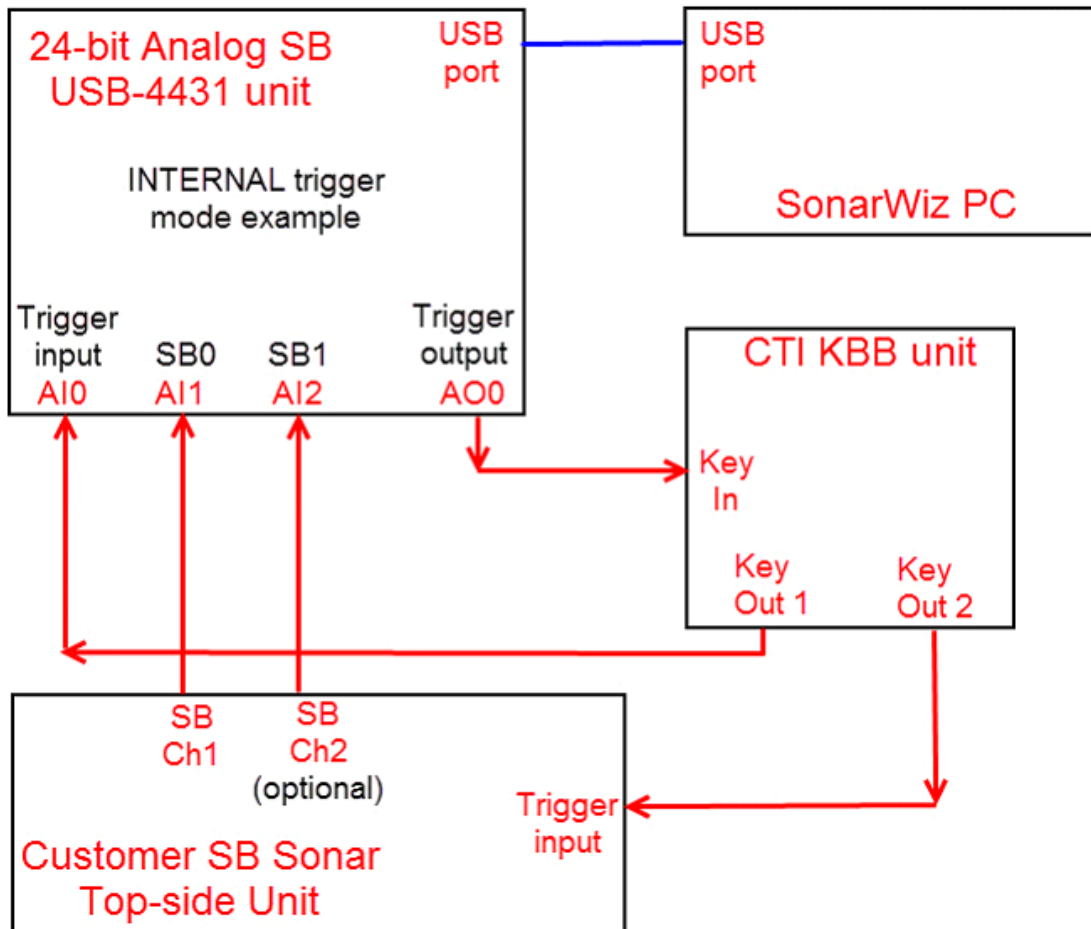 24-bit Analog SB
USB-4431 unit
USB
port
INTERNAL trigger
mode example
Trigger
input
AI0
SB0
AI1
SB1
AI2
Trigger
output
AO0
USB
port
SonarWiz PC
CTI KBB unit
Key
In
Key
Out 1
Key
Out 2
SB
Ch1
SB
Ch2
(optional)
Trigger
input
Customer SB Sonar
Top-side Unit